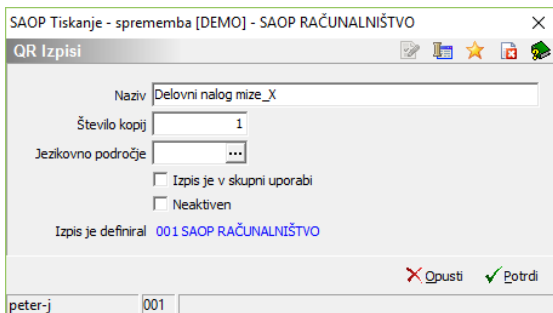 SAOP Tiskanje - sprememba [DEMO] - SAOP RAČUNALNIŠTVO
QR Izpisi
Naziv Delovni nalog mize_X
Število kopij 1
Jezikovno področje ...
Izpis je v skupni uporabi
Neaktiven
Izpis je definiral 001 SAOP RAČUNALNIŠTVO
Opusti Potrdi
peter-j 001